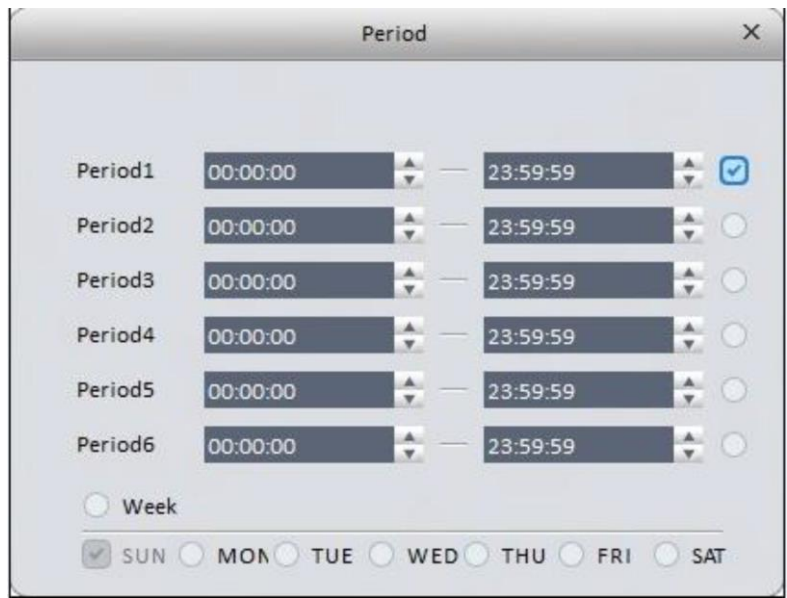 Period
Period1 00:00:00 — 23:59:59
Period2 00:00:00 — 23:59:59
Period3 00:00:00 — 23:59:59
Period4 00:00:00 — 23:59:59
Period5 00:00:00 — 23:59:59
Period6 00:00:00 — 23:59:59
Week
SUN MON TUE WED THU FRI SAT